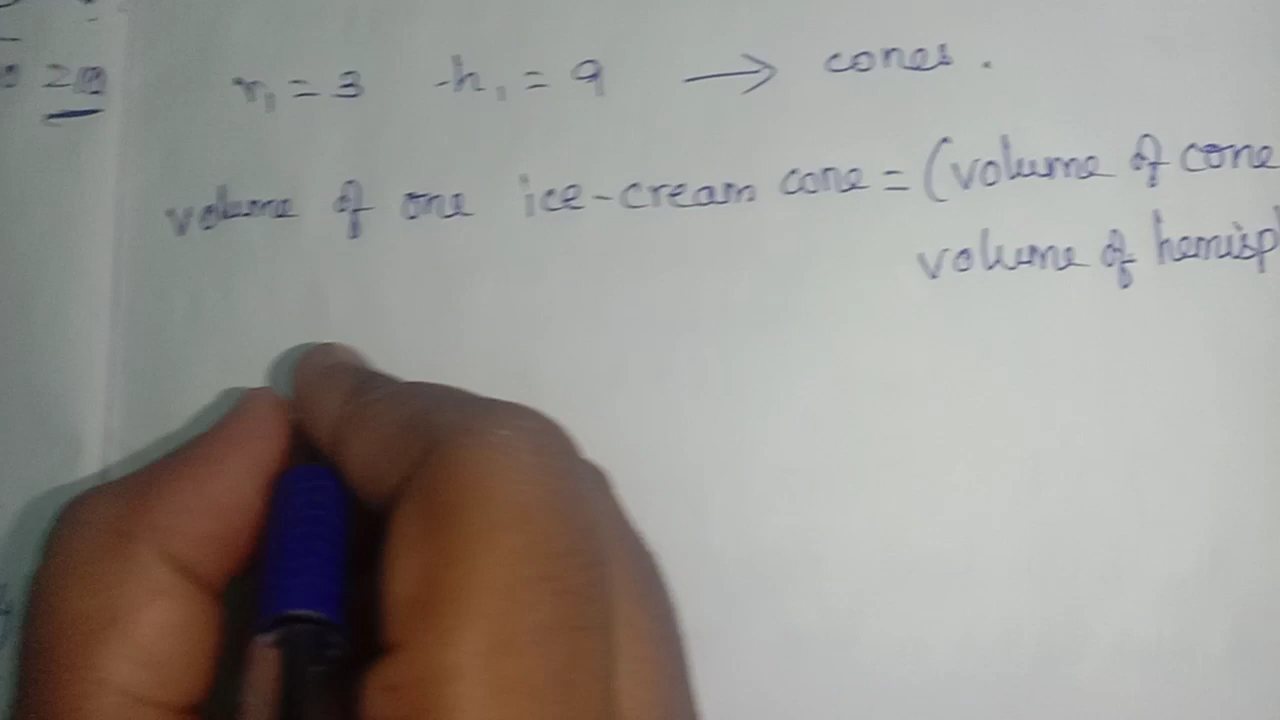 r₁ = 3 h₁ = 9 → cones.
volume of one ice-cream cone = (volume of cone
volume of hemisp